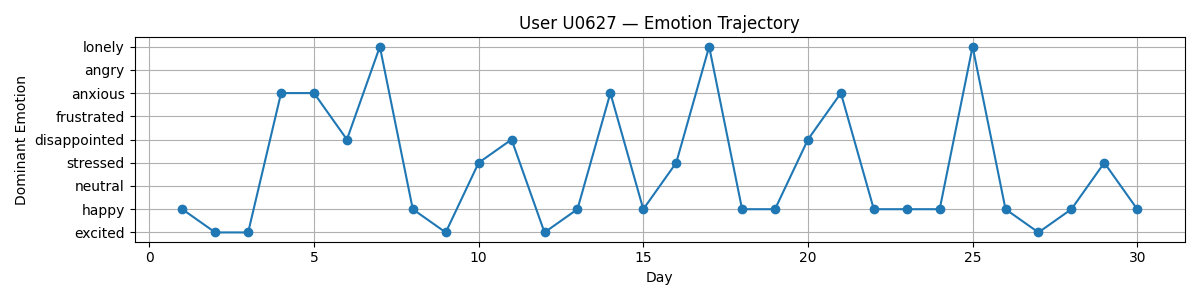 User U0627 — Emotion Trajectory
Dominant Emotion
lonely
angry
anxious
frustrated
disappointed
stressed
neutral
happy
excited
0 5 10 15 20 25 30
Day